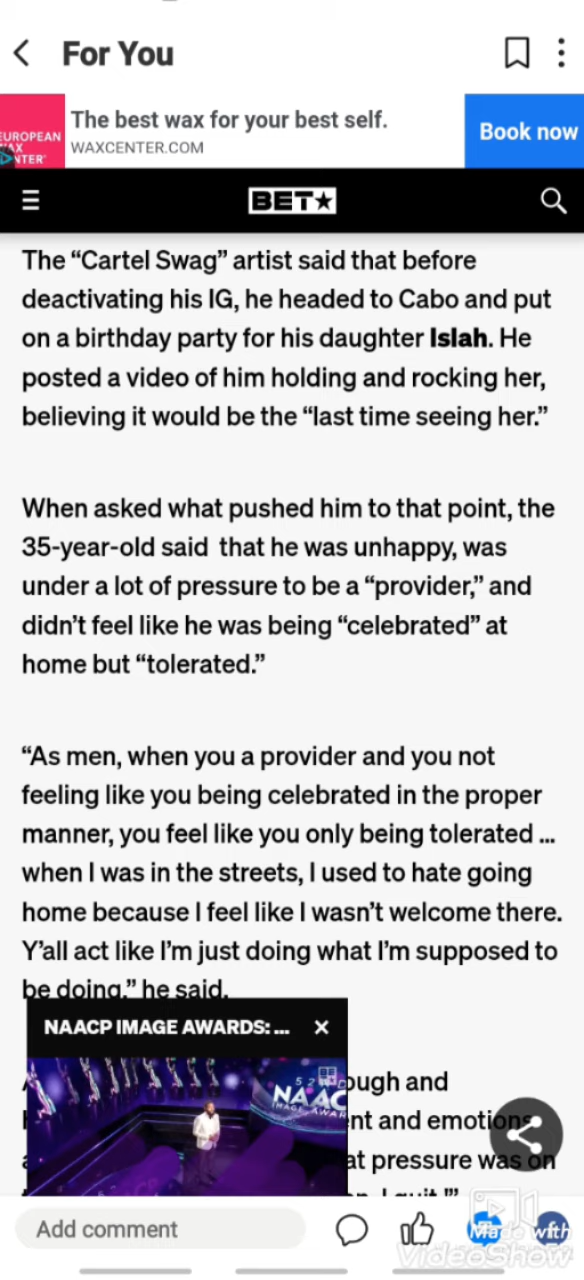 For You
EUROPEAN
WAX
CENTER
The best wax for your best self.
WAXCENTER.COM
Book now
BET
The “Cartel Swag” artist said that before
deactivating his IG, he headed to Cabo and put
on a birthday party for his daughter Islah. He
posted a video of him holding and rocking her,
believing it would be the “last time seeing her.”
When asked what pushed him to that point, the
35-year-old said that he was unhappy, was
under a lot of pressure to be a “provider,” and
didn’t feel like he was being “celebrated” at
home but “tolerated.”
“As men, when you a provider and you not
feeling like you being celebrated in the proper
manner, you feel like you only being tolerated ...
when I was in the streets, I used to hate going
home because I feel like I wasn’t welcome there.
Y’all act like I’m just doing what I’m supposed to
be doing,” he said.
NAACP IMAGE AWARDS: ...
NAAC
IMAGE AWAR
ough and
nt and emotions
at pressure was on
I quit.’”
Add comment
Made with
VideoShow